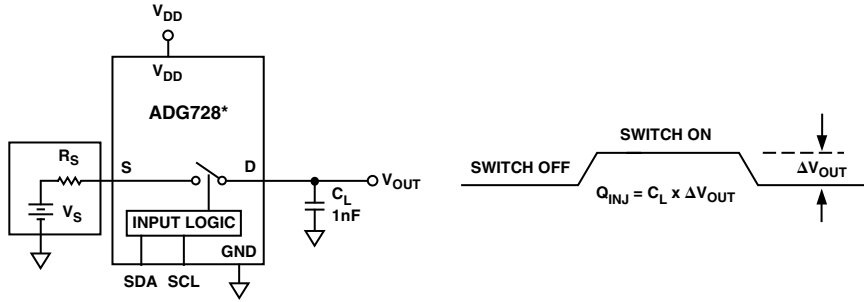 V_DD
V_DD
ADG728*
R_S
S
D
V_OUT
V_S
C_L
1nF
INPUT LOGIC
GND
SDA SCL
SWITCH OFF
SWITCH ON
ΔV_OUT
Q_INJ = C_L x ΔV_OUT